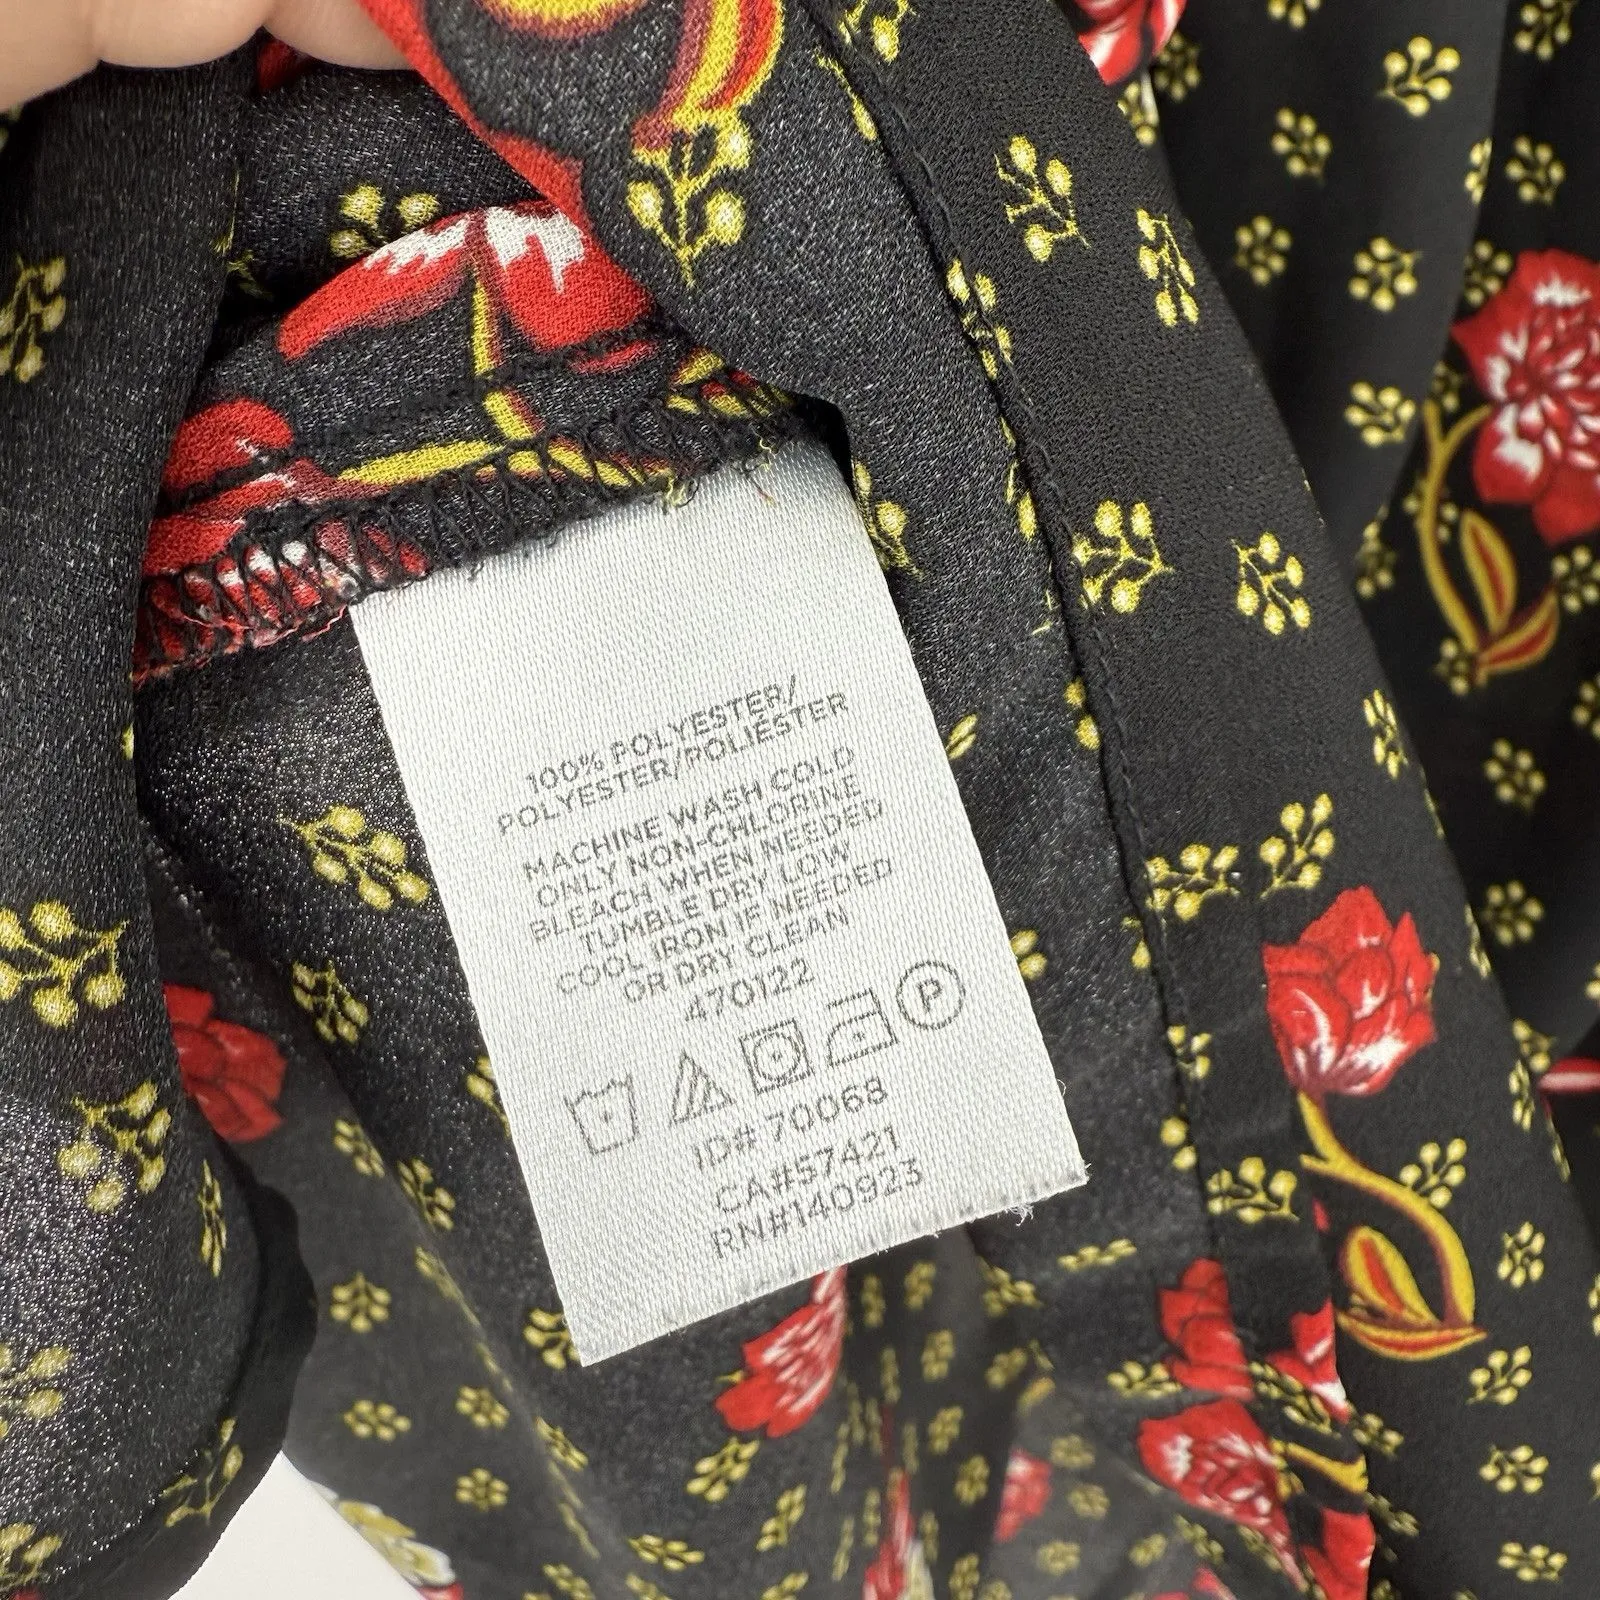 100% POLYESTER/
POLYESTER/POLIÉSTER
MACHINE WASH COLD
ONLY NON-CHLORINE
BLEACH WHEN NEEDED
TUMBLE DRY LOW
COOL IRON IF NEEDED
OR DRY CLEAN
470122
P
ID# 70068
CA#57421
RN#140923